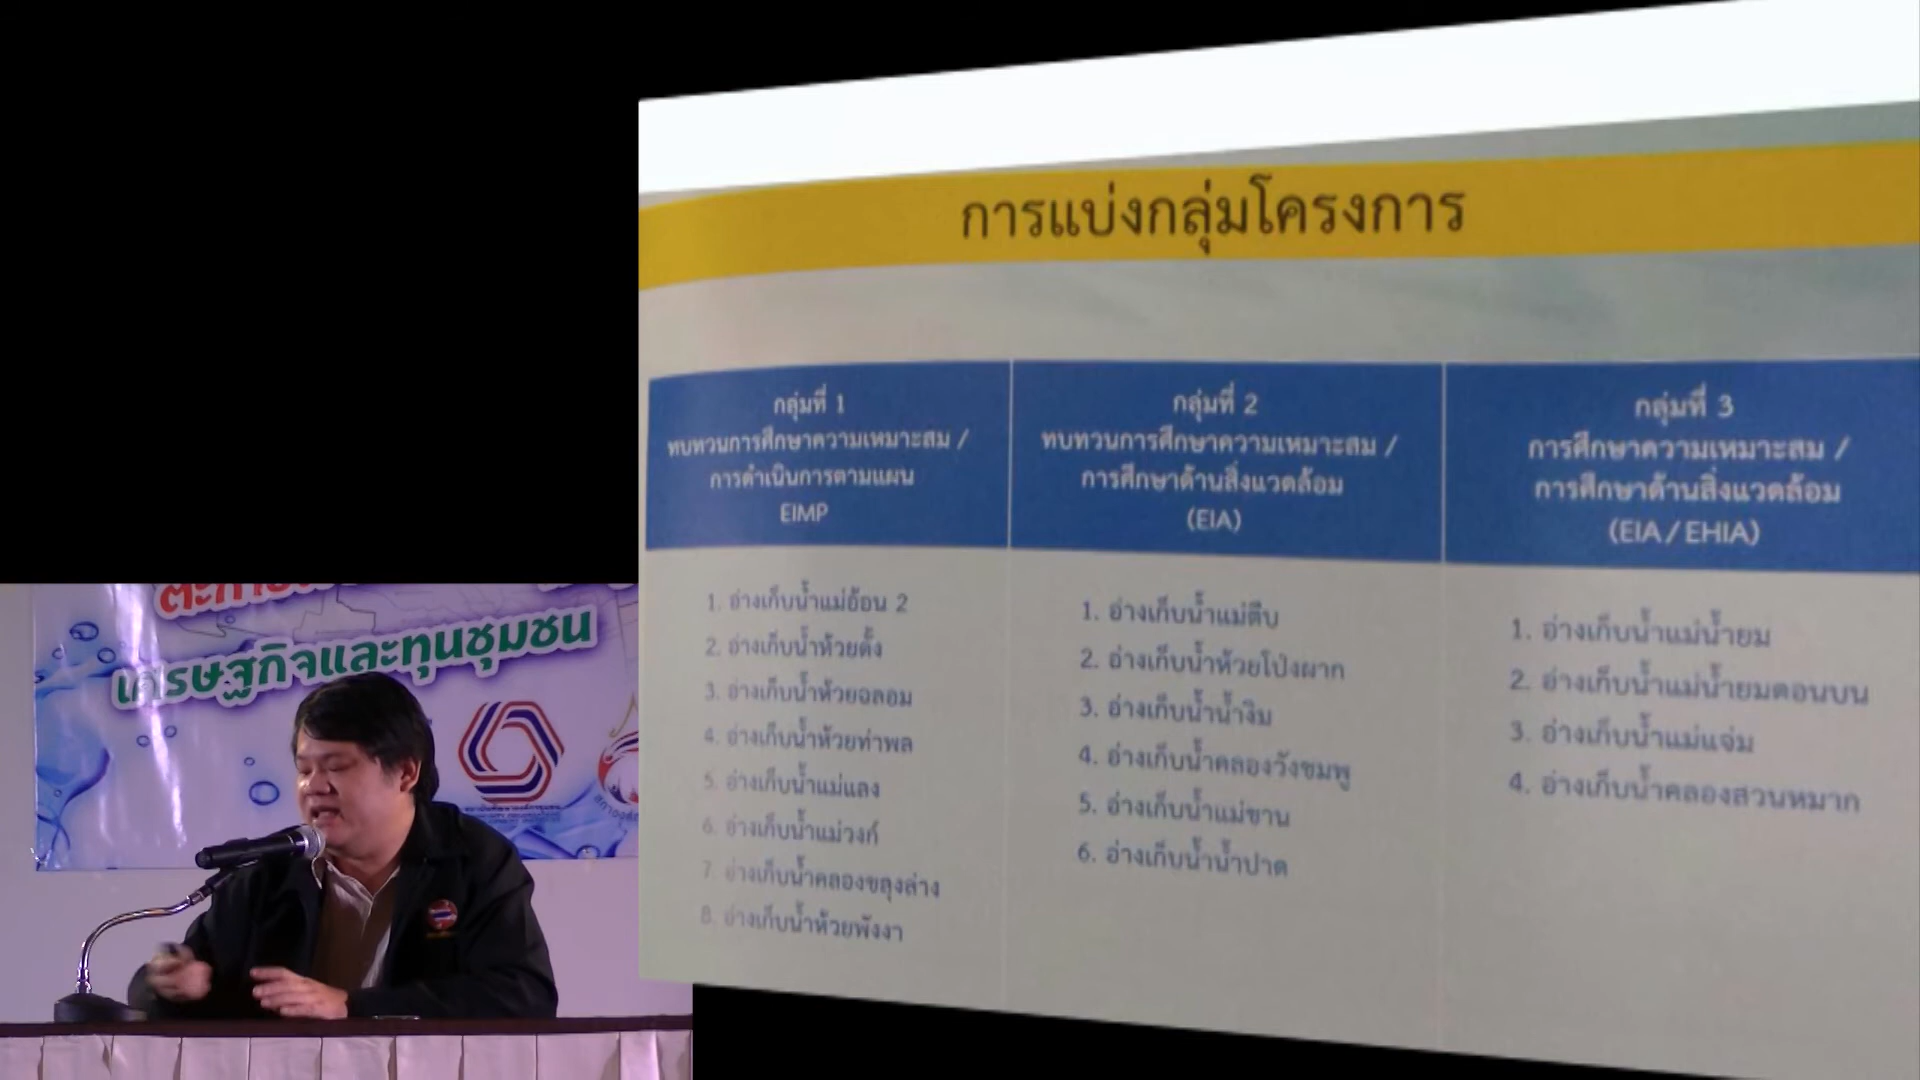 การแบ่งกลุ่มโครงการ
กลุ่มที่ 1
ทบทวนการศึกษาความเหมาะสม /
การดำเนินการตามแผน
EIMP
1. อ่างเก็บน้ำแม่อ้อน 2
2. อ่างเก็บน้ำห้วยตั้ง
3. อ่างเก็บน้ำห้วยฉลอม
4. อ่างเก็บน้ำห้วยท่าพล
5. อ่างเก็บน้ำแม่แลง
6. อ่างเก็บน้ำแม่วงก์
7. อ่างเก็บน้ำคลองขลุงล่าง
8. อ่างเก็บน้ำห้วยพังงา
กลุ่มที่ 2
ทบทวนการศึกษาความเหมาะสม /
การศึกษาด้านสิ่งแวดล้อม
(EIA)
1. อ่างเก็บน้ำแม่ตีบ
2. อ่างเก็บน้ำห้วยโป่งผาก
3. อ่างเก็บน้ำน้ำงิม
4. อ่างเก็บน้ำคลองวังชมพู
5. อ่างเก็บน้ำแม่ขาน
6. อ่างเก็บน้ำน้ำปาด
กลุ่มที่ 3
การศึกษาความเหมาะสม /
การศึกษาด้านสิ่งแวดล้อม
(EIA / EHIA)
1. อ่างเก็บน้ำแม่น้ำยม
2. อ่างเก็บน้ำแม่น้ำยมตอนบน
3. อ่างเก็บน้ำแม่แจ่ม
4. อ่างเก็บน้ำคลองสวนหมาก
เศรษฐกิจและทุนชุมชน